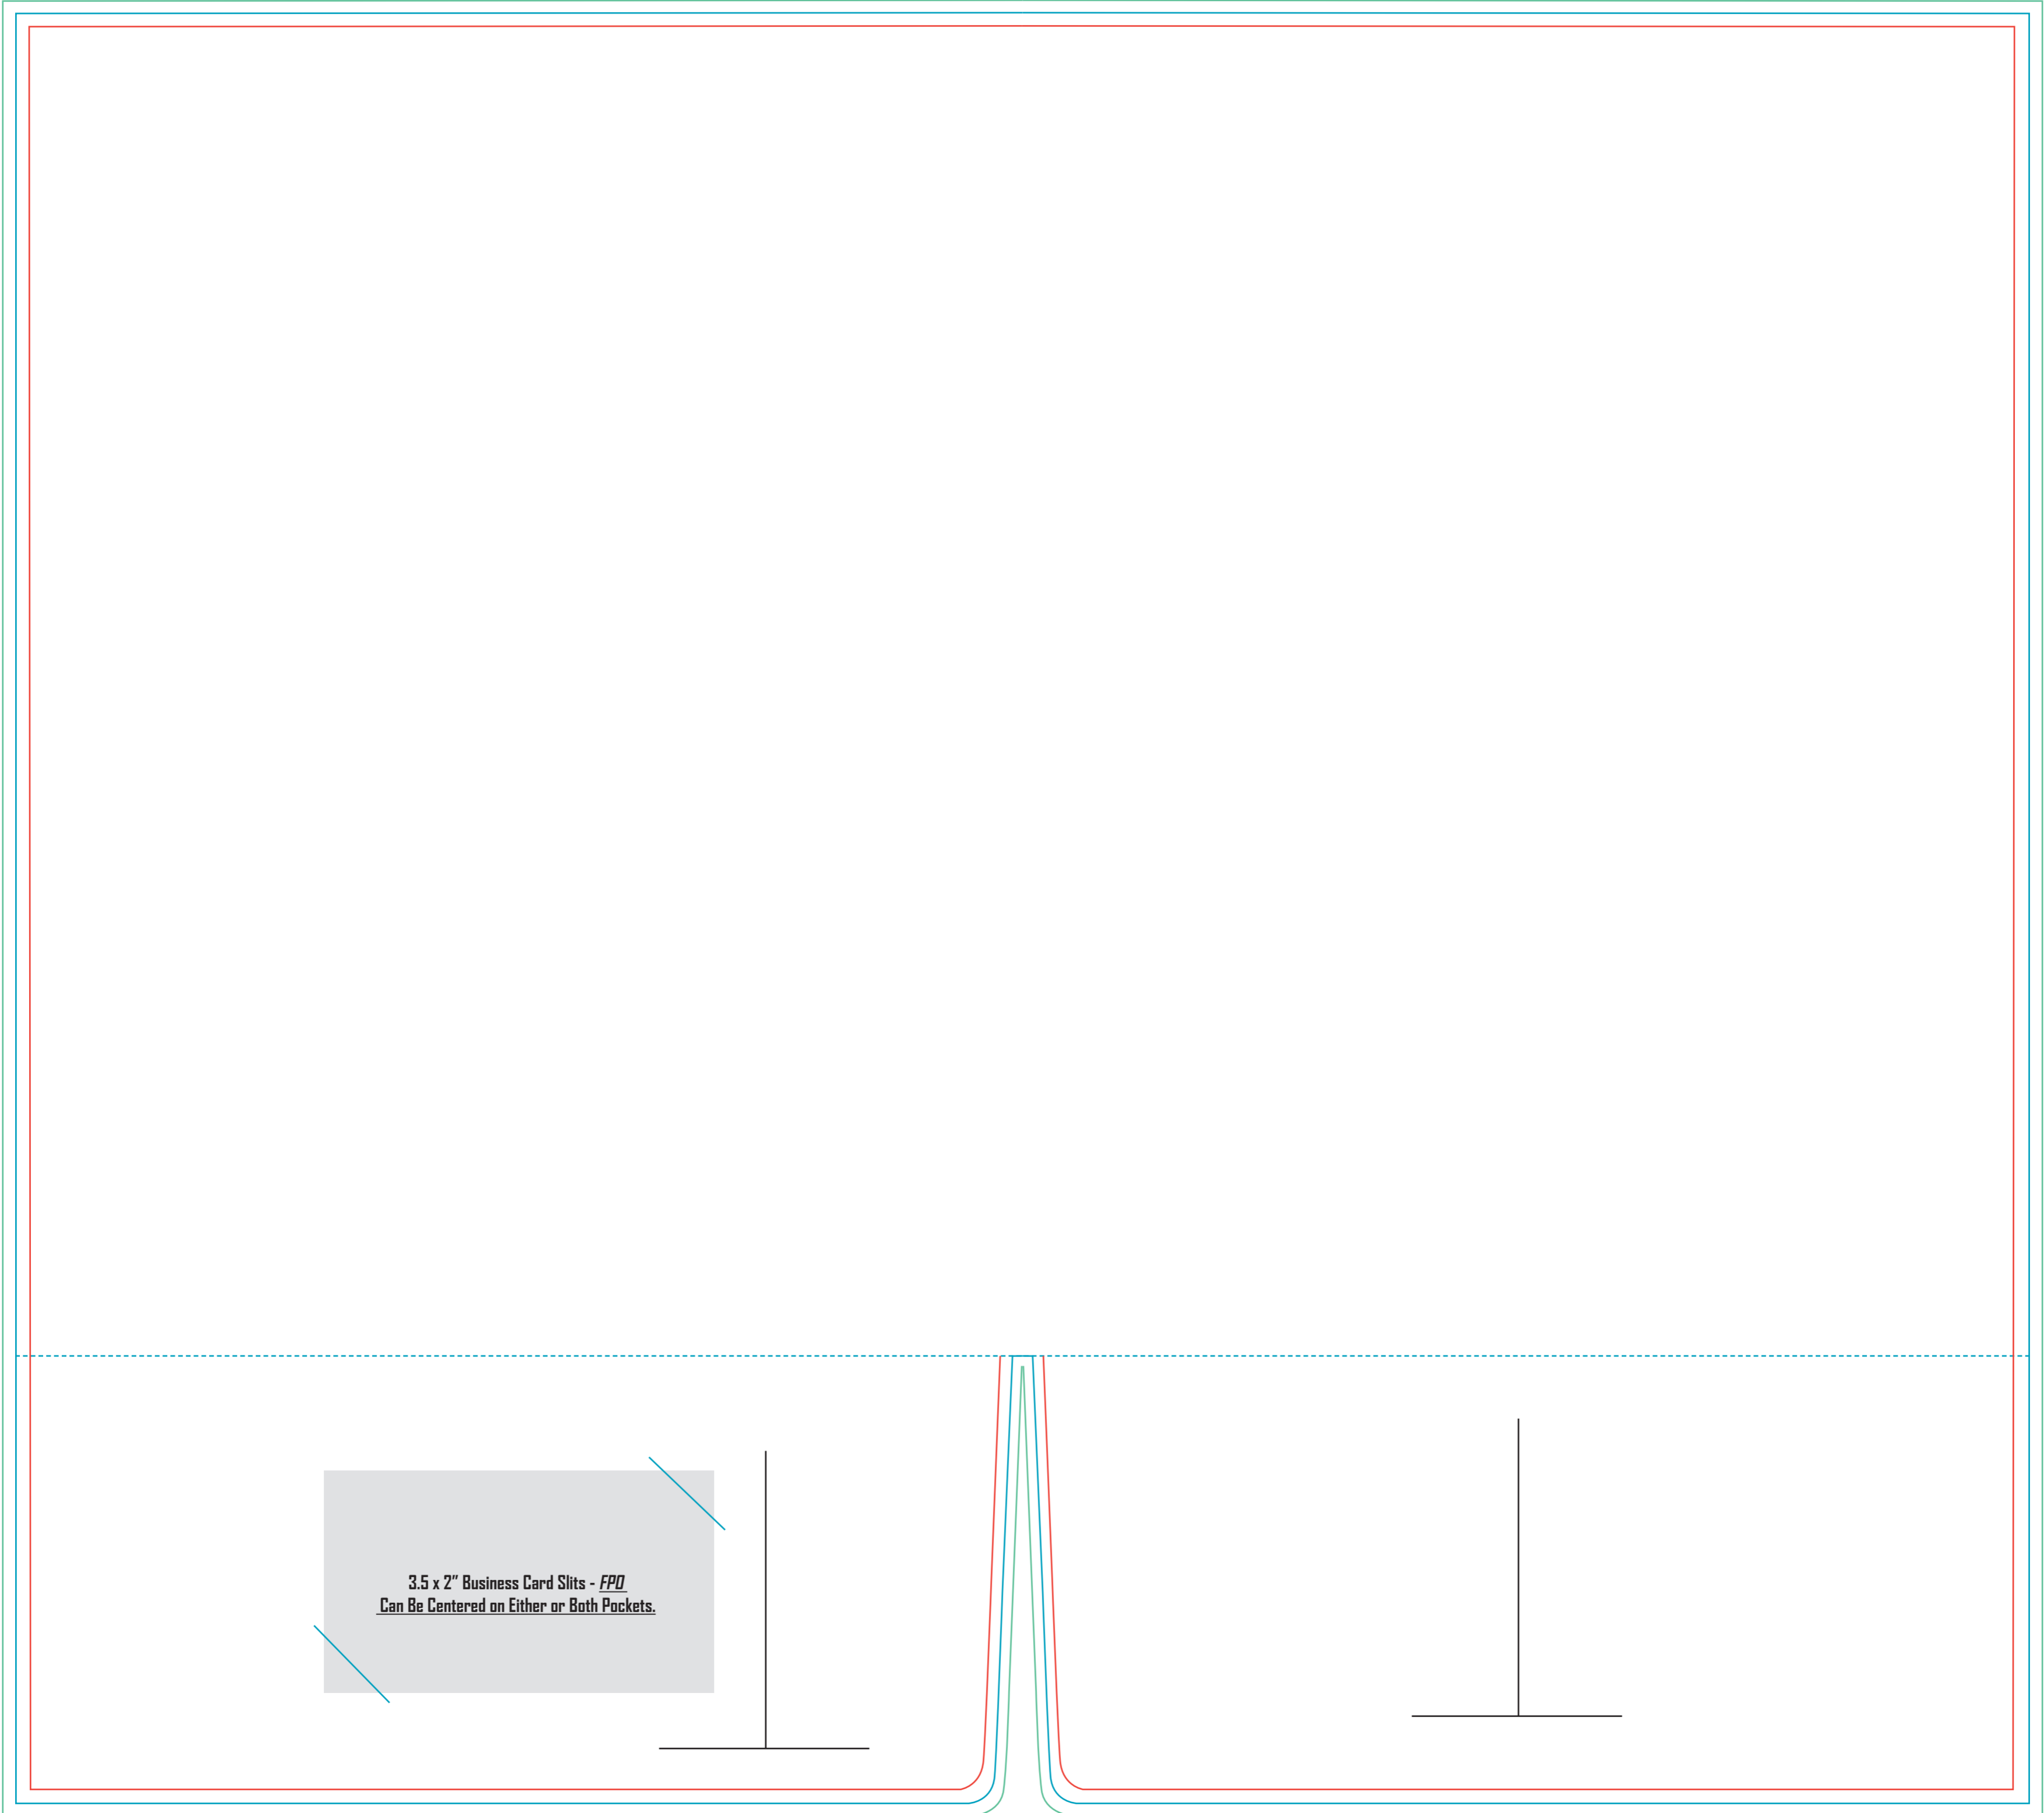 3.5 x 2" Business Card Slits - FPO
Can Be Centered on Either or Both Pockets.